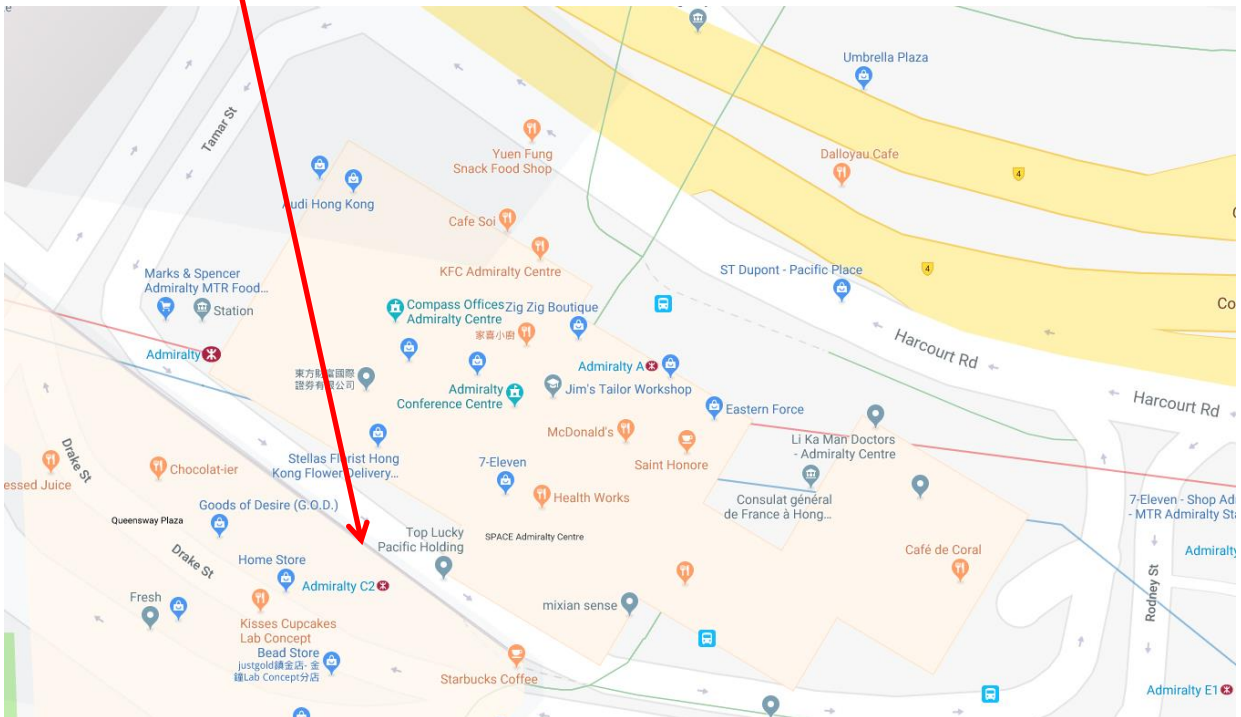 Umbrella Plaza
Tamar St
Yuen Fung
Snack Food Shop
Dalloyau Cafe
4
Audi Hong Kong
Cafe Soi
KFC Admiralty Centre
ST Dupont - Pacific Place
4
Marks & Spencer
Admiralty MTR Food...
Station
Compass Offices
Admiralty Centre
Zig Zig Boutique
家喜小廚
Co
Harcourt Rd
Admiralty
Admiralty A
東方財富國際
證券有限公司
Jim's Tailor Workshop
Admiralty
Conference Centre
Harcourt Rd
Eastern Force
McDonald's
Li Ka Man Doctors
- Admiralty Centre
Drake St
Stellas Florist Hong
Kong Flower Delivery...
7-Eleven
Saint Honore
Chocolat-ier
essed Juice
Health Works
Consulat général
de France à Hong...
7-Eleven - Shop Ad
- MTR Admiralty Sta
Goods of Desire (G.O.D.)
Queensway Plaza
Top Lucky
Pacific Holding
SPACE Admiralty Centre
Café de Coral
Admiralty
Drake St
Home Store
Admiralty C2
Rodney St
Fresh
mixian sense
Kisses Cupcakes
Lab Concept
Bead Store
justgold鎮金店- 金
鐘Lab Concept分店
Starbucks Coffee
Admiralty E1